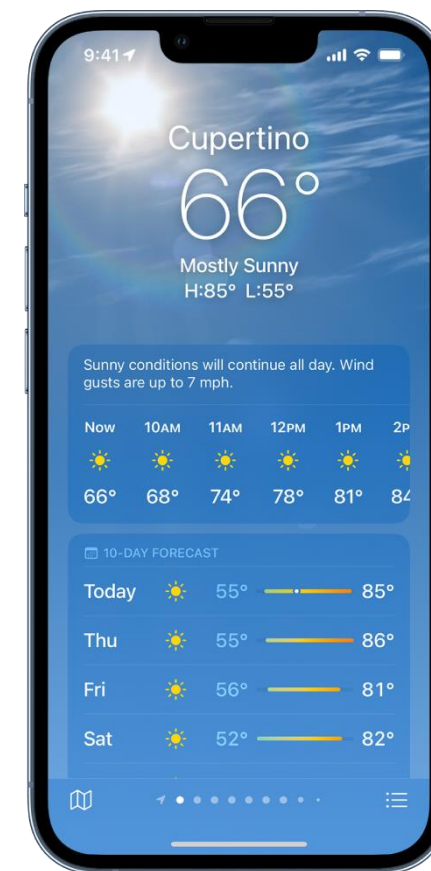 9:41
Cupertino
66°
Mostly Sunny
H:85° L:55°
Sunny conditions will continue all day. Wind
gusts are up to 7 mph.
Now 10AM 11AM 12PM 1PM 2P
66° 68° 74° 78° 81° 84
10-DAY FORECAST
Today 55° 85°
Thu 55° 86°
Fri 56° 81°
Sat 52° 82°